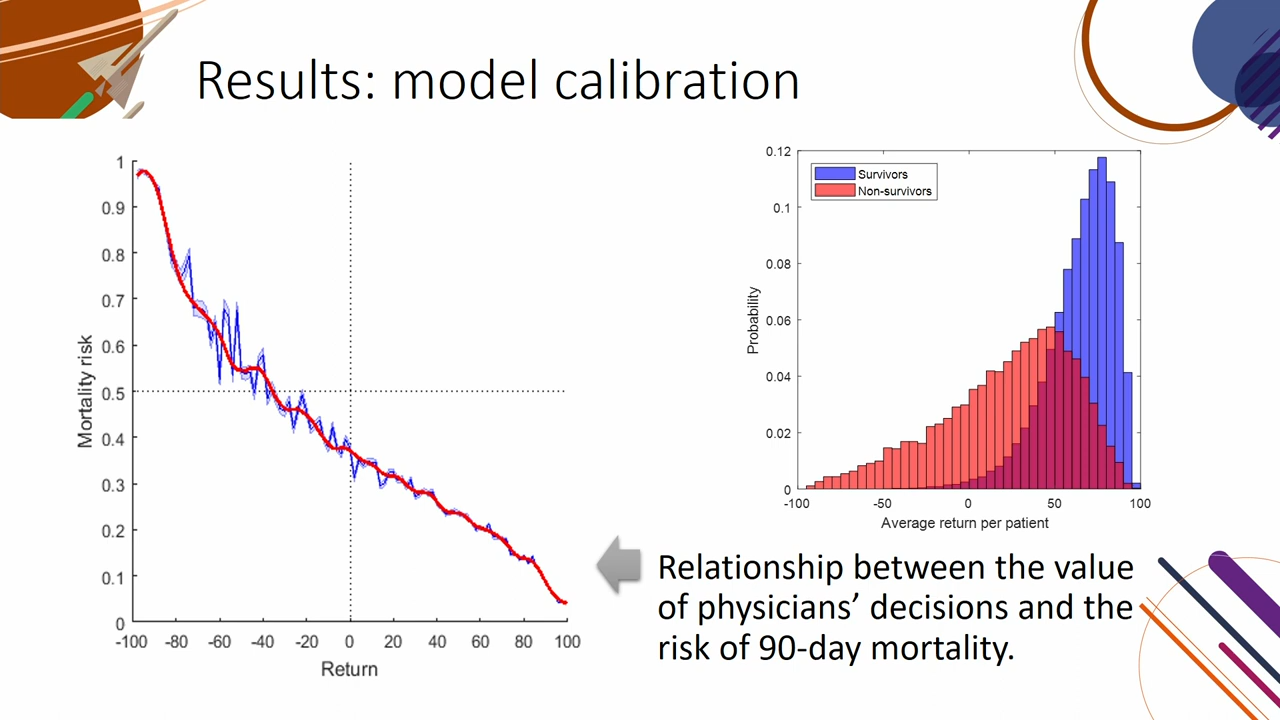 Results: model calibration
1
0.9
0.8
0.7
0.6
0.5
0.4
0.3
0.2
0.1
0
-100 -80 -60 -40 -20 0 20 40 60 80 100
Mortality risk
Return
0.12
0.1
0.08
0.06
0.04
0.02
0
-100 -50 0 50 100
Probability
Average return per patient
Survivors
Non-survivors
Relationship between the value
of physicians’ decisions and the
risk of 90-day mortality.